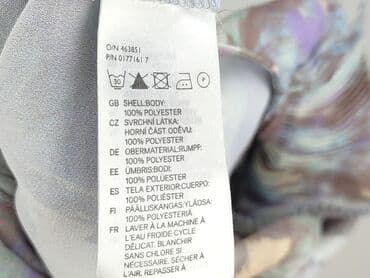 O/N 463851
P/N 0177161 7
30
P
GB SHELL:BODY:
100% POLYESTER
CZ SVRCHNÍ LÁTKA:
HORNÍ ČÁST ODĚVU:
100% POLYESTER
DE OBERMATERIAL:RUMPF:
100% POLYESTER
EE ÜMBRIS:BODI:
100% POLÜESTER
ES TELA EXTERIOR:CUERPO:
100% POLIÉSTER
FI PÄÄLLUSKANGAS:YLÄOSA:
100% POLYESTERIÄ
FR LAVER À LA MACHINE À
L'EAU FROIDE CYCLE
DÉLICAT. BLANCHIR
SANS CHLORE SI
NÉCESSAIRE. SÉCHER À
L'AIR. REPASSER À